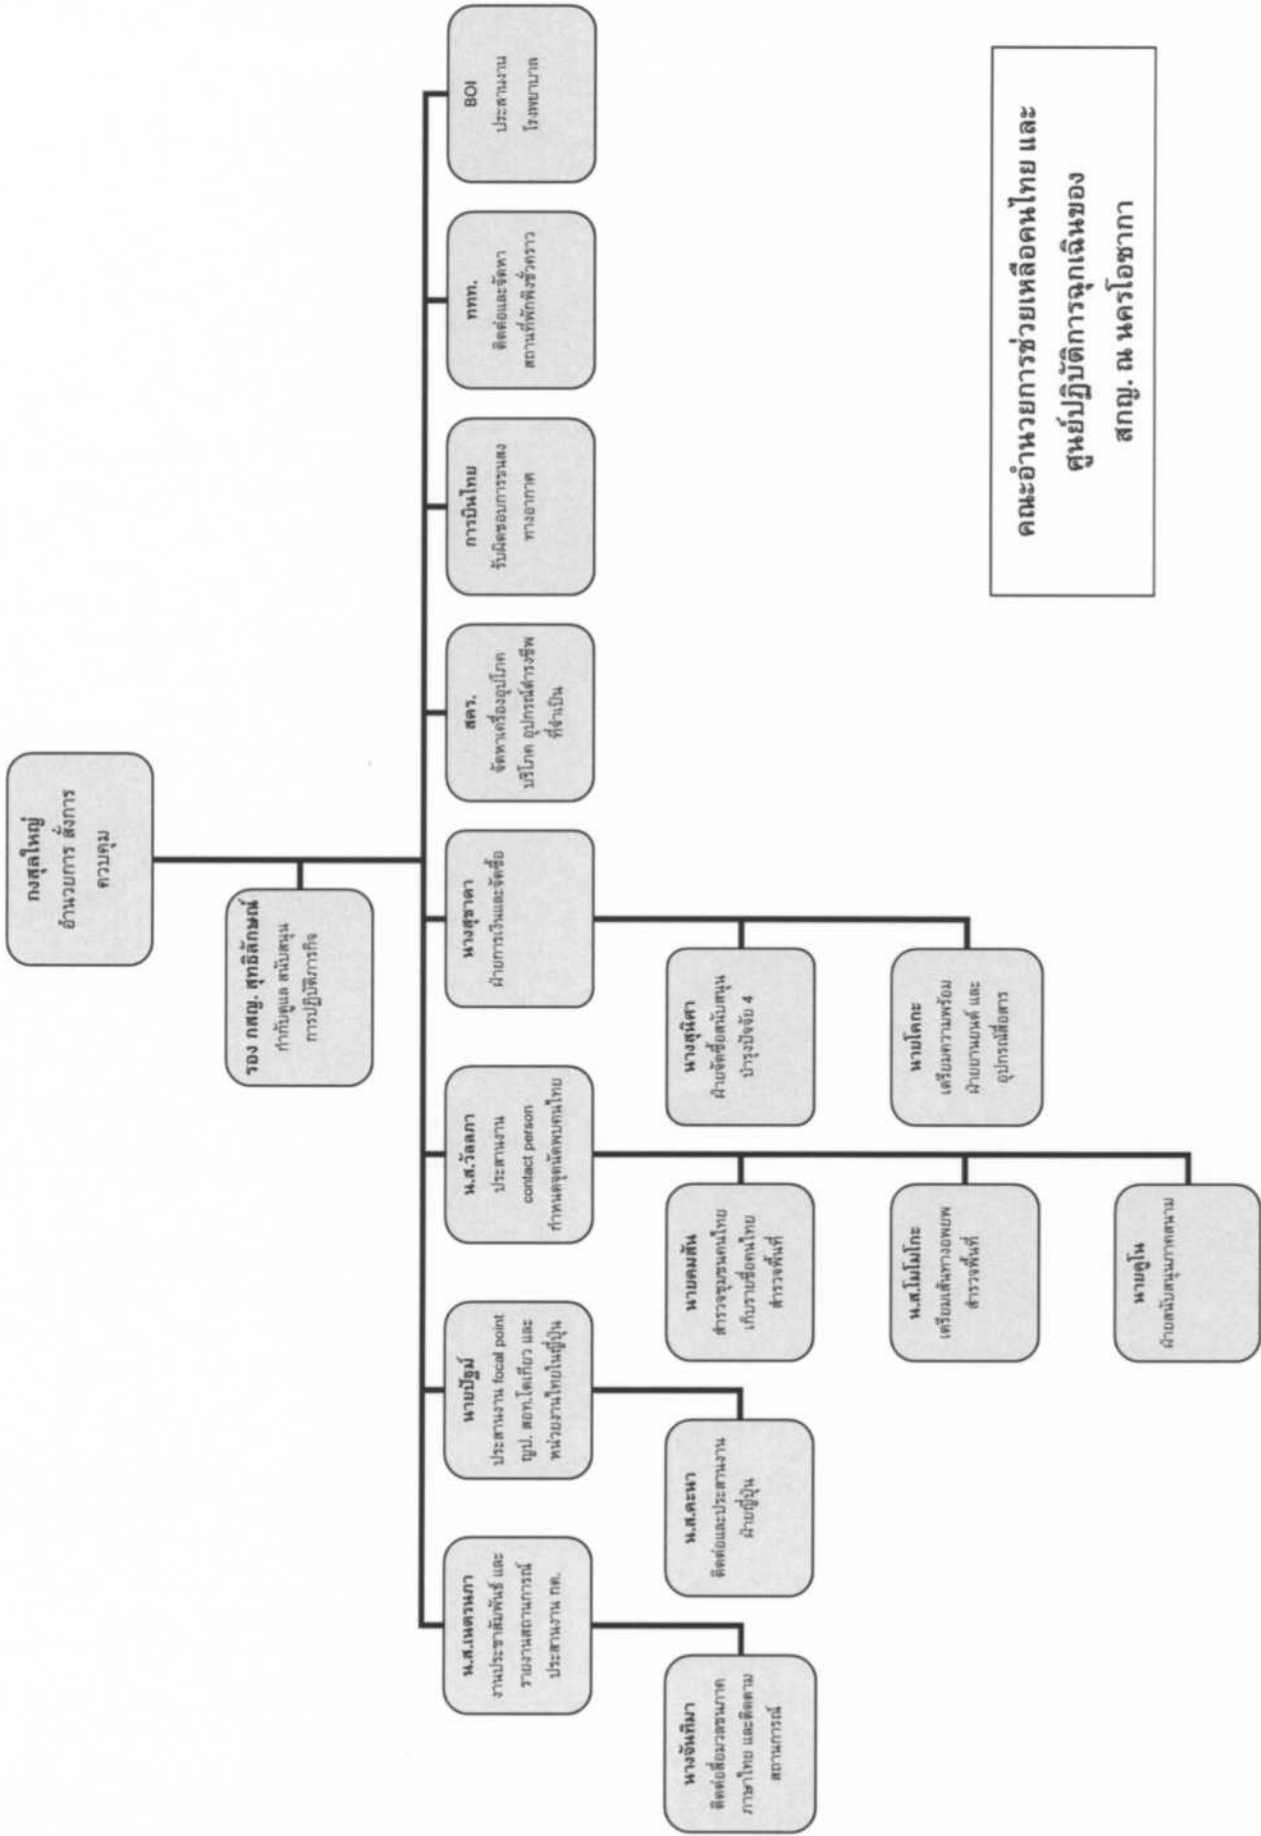 กงสุลใหญ่
อำนวยการ สั่งการ
ควบคุม
รอง กสญ. สุทธิลักษณ์
กำกับดูแล สนับสนุน
การปฏิบัติภารกิจ
น.ส.เนตรนภา
งานประชาสัมพันธ์ และ
รายงานสถานการณ์
ประสานงาน กต.
นายปัฐม์
ประสานงาน focal point
ญป. สอท.โตเกียว และ
หน่วยงานไทยในญี่ปุ่น
น.ส.วัลลภา
ประสานงาน
contact person
กำหนดจุดนัดพบคนไทย
นางสุชาดา
ฝ่ายการเงินและจัดซื้อ
สคร.
จัดหาเครื่องอุปโภค
บริโภค อุปกรณ์ดำรงชีพ
ที่จำเป็น
การบินไทย
รับผิดชอบการขนส่ง
ทางอากาศ
ททท.
ติดต่อและจัดหา
สถานที่พักพิงชั่วคราว
BOI
ประสานงาน
โรงพยาบาล
นางจันทิมา
ติดต่อสื่อมวลชนภาค
ภาษาไทย และติดตาม
สถานการณ์
น.ส.คะนา
ติดต่อและประสานงาน
ฝ่ายญี่ปุ่น
นายคมสัน
สำรวจชุมชนคนไทย
เก็บรายชื่อคนไทย
สำรวจพื้นที่
น.ส.โมโมโกะ
เตรียมเส้นทางอพยพ
สำรวจพื้นที่
นายคูโน
ฝ่ายสนับสนุนภาคสนาม
นางสุนิศา
ฝ่ายจัดซื้อสนับสนุน
บำรุงปัจจัย 4
นายโคกะ
เตรียมความพร้อม
ฝ่ายยานยนต์ และ
อุปกรณ์สื่อสาร
คณะอำนวยการช่วยเหลือคนไทย และ
ศูนย์ปฏิบัติการฉุกเฉินของ
สกญ. ณ นครโอซากา